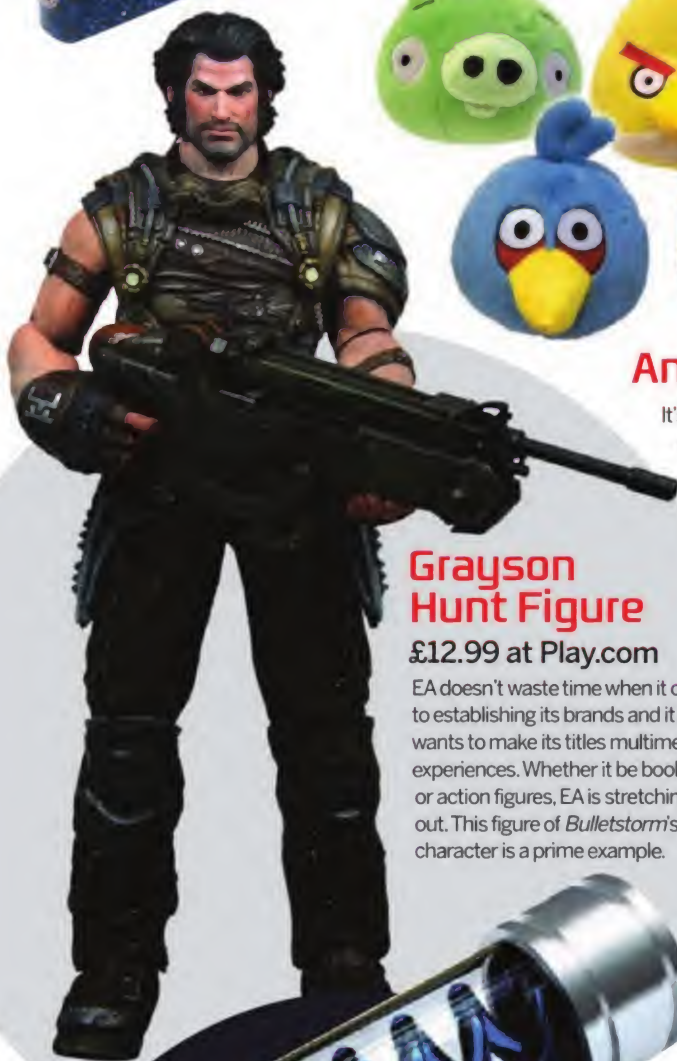 An
It'
Grayson
Hunt Figure
£12.99 at Play.com
EA doesn't waste time when it c
to establishing its brands and it
wants to make its titles multime
experiences. Whether it be bool
or action figures, EA is stretchin
out. This figure of Bulletstorm's
character is a prime example.